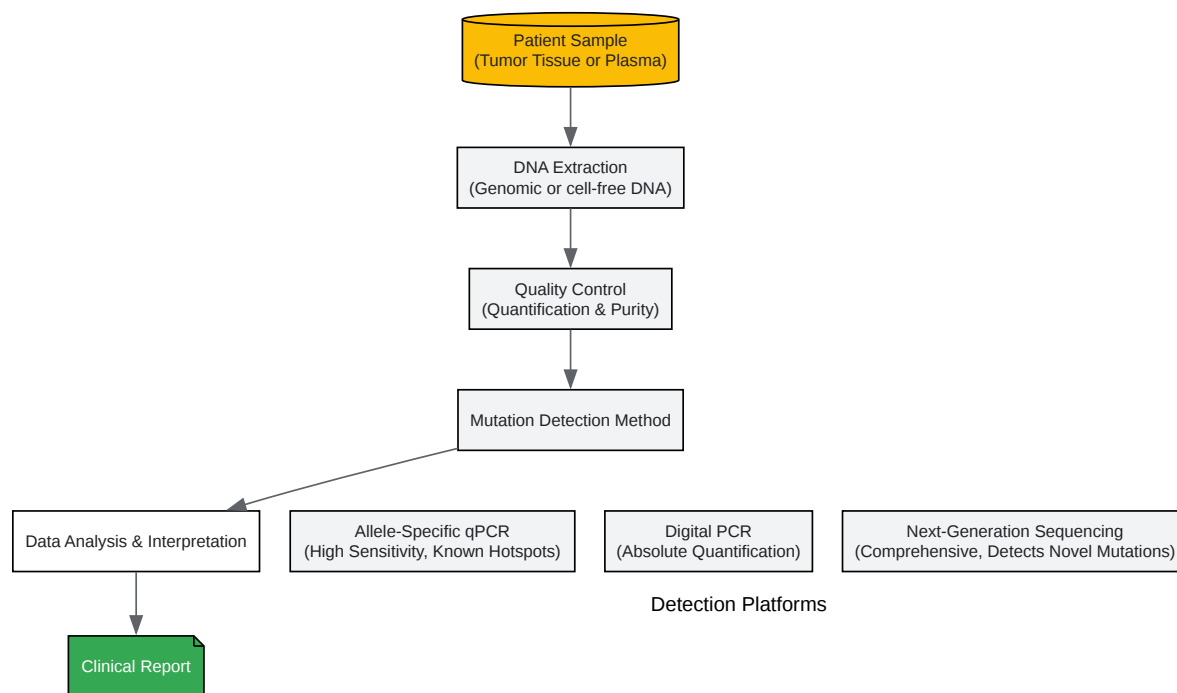 Patient Sample
(Tumor Tissue or Plasma)
DNA Extraction
(Genomic or cell-free DNA)
Quality Control
(Quantification & Purity)
Mutation Detection Method
Data Analysis & Interpretation
Allele-Specific qPCR
(High Sensitivity, Known Hotspots)
Digital PCR
(Absolute Quantification)
Next-Generation Sequencing
(Comprehensive, Detects Novel Mutations)
Detection Platforms
Clinical Report